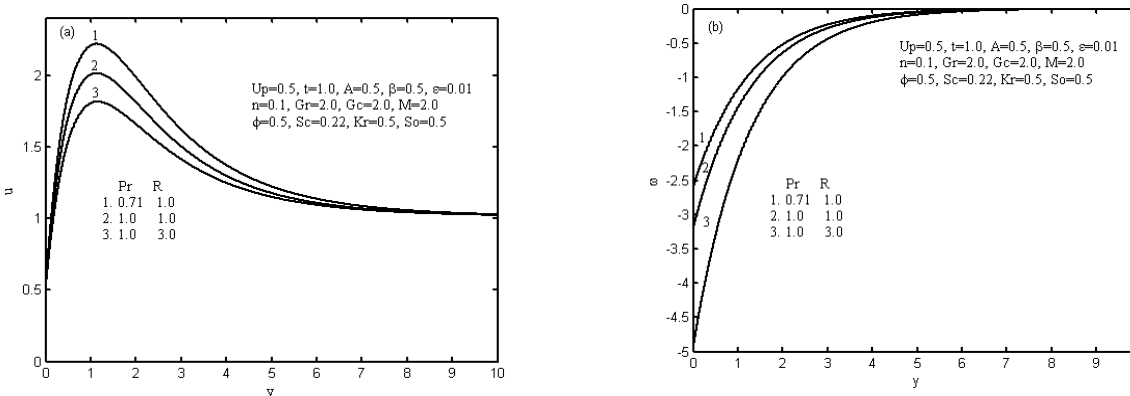 (a)
1
2
3
Up=0.5, t=1.0, A=0.5, β=0.5, ε=0.01
n=0.1, Gr=2.0, Gc=2.0, M=2.0
ϕ=0.5, Sc=0.22, Kr=0.5, So=0.5
Pr R
1. 0.71 1.0
2. 1.0 1.0
3. 1.0 3.0
2
1.5
1
0.5
0
u
0 1 2 3 4 5 6 7 8 9 10
y
(b)
Up=0.5, t=1.0, A=0.5, β=0.5, ε=0.01
n=0.1, Gr=2.0, Gc=2.0, M=2.0
ϕ=0.5, Sc=0.22, Kr=0.5, So=0.5
1
2
3
Pr R
1. 0.71 1.0
2. 1.0 1.0
3. 1.0 3.0
0
-0.5
-1
-1.5
-2
-2.5
-3
-3.5
-4
-4.5
-5
ω
0 1 2 3 4 5 6 7 8 9
y